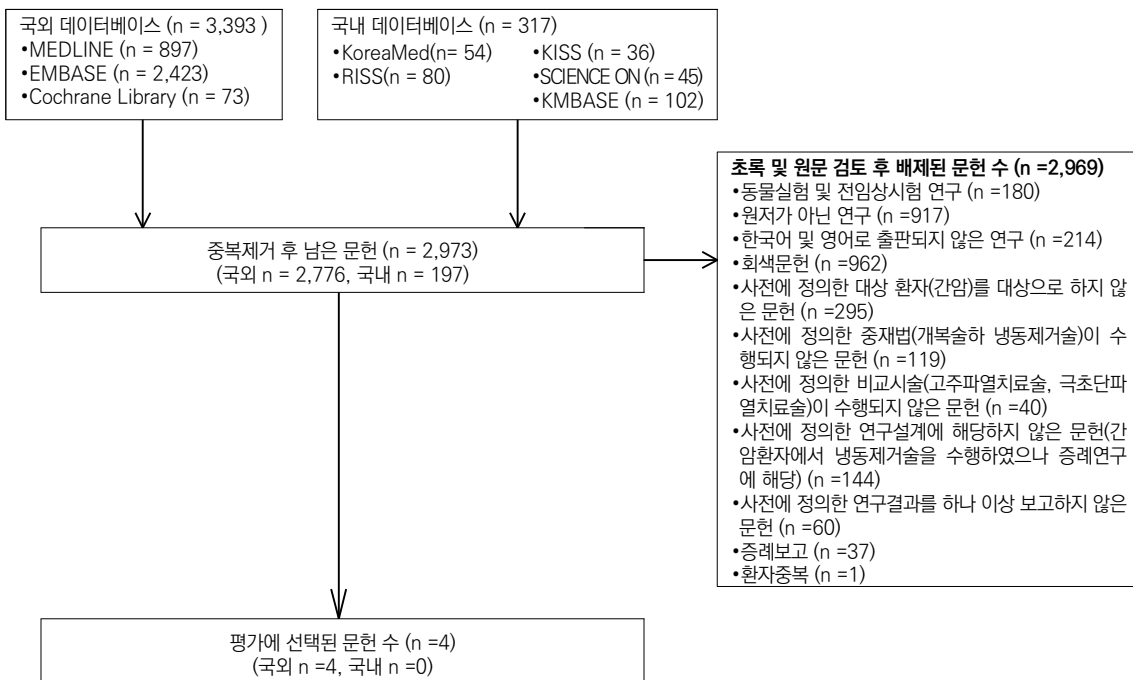 국외 데이터베이스 (n = 3,393 )
•MEDLINE (n = 897)
•EMBASE (n = 2,423)
•Cochrane Library (n = 73)
국내 데이터베이스 (n = 317)
•KoreaMed(n= 54)
•RISS(n = 80)
•KISS (n = 36)
•SCIENCE ON (n = 45)
•KMBASE (n = 102)
중복제거 후 남은 문헌 (n = 2,973)
(국외 n = 2,776, 국내 n = 197)
초록 및 원문 검토 후 배제된 문헌 수 (n =2,969)
•동물실험 및 전임상시험 연구 (n =180)
•원저가 아닌 연구 (n =917)
•한국어 및 영어로 출판되지 않은 연구 (n =214)
•회색문헌 (n =962)
•사전에 정의한 대상 환자(간암)를 대상으로 하지 않
은 문헌 (n =295)
•사전에 정의한 중재법(개복술하 냉동제거술)이 수
행되지 않은 문헌 (n =119)
•사전에 정의한 비교시술(고주파열치료술, 극초단파
열치료술)이 수행되지 않은 문헌 (n =40)
•사전에 정의한 연구설계에 해당하지 않은 문헌(간
암환자에서 냉동제거술을 수행하였으나 증례연구
에 해당) (n =144)
•사전에 정의한 연구결과를 하나 이상 보고하지 않은
문헌 (n =60)
•증례보고 (n =37)
•환자중복 (n =1)
평가에 선택된 문헌 수 (n =4)
(국외 n =4, 국내 n =0)